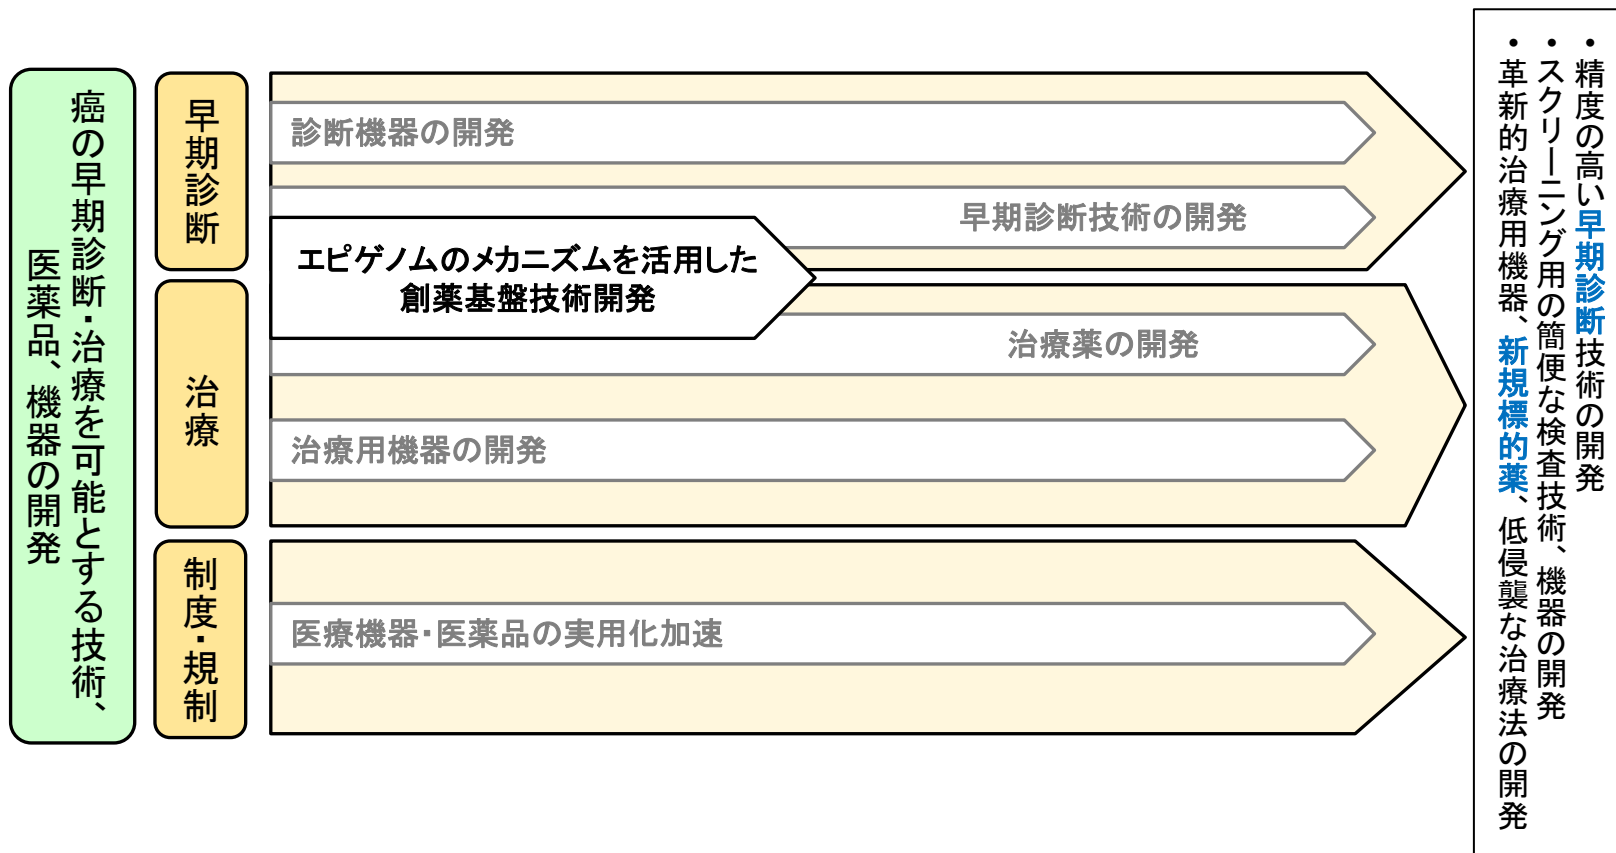 癌の早期診断・治療を可能とする技術、
医薬品、機器の開発
早期診断
診断機器の開発
早期診断技術の開発
エピゲノムのメカニズムを活用した
創薬基盤技術開発
治療
治療薬の開発
治療用機器の開発
制度・規制
医療機器・医薬品の実用化加速
・精度の高い早期診断技術の開発
・スクリーニング用の簡便な検査技術、機器の開発
・革新的治療用機器、新規標的薬、低侵襲な治療法の開発